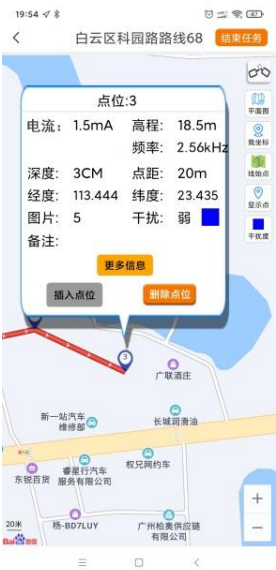 19:54
白云区科园路路线68
结束任务
点位:3
电流: 1.5mA 高程: 18.5m
频率: 2.56kHz
深度: 3CM 点距: 20m
经度: 113.444 纬度: 23.435
图片: 5 干扰: 弱
备注:
更多信息
插入点位 删除点位
平面图
截坐标
线始点
显示点
干扰度
3
广联酒庄
新一站汽车
维修部
长城润滑油
东锐百货
睿星行汽车
服务有限公司
权兄网约车
20米
杨-BD7LUY
广州柏奥供应链
有限公司
+
−